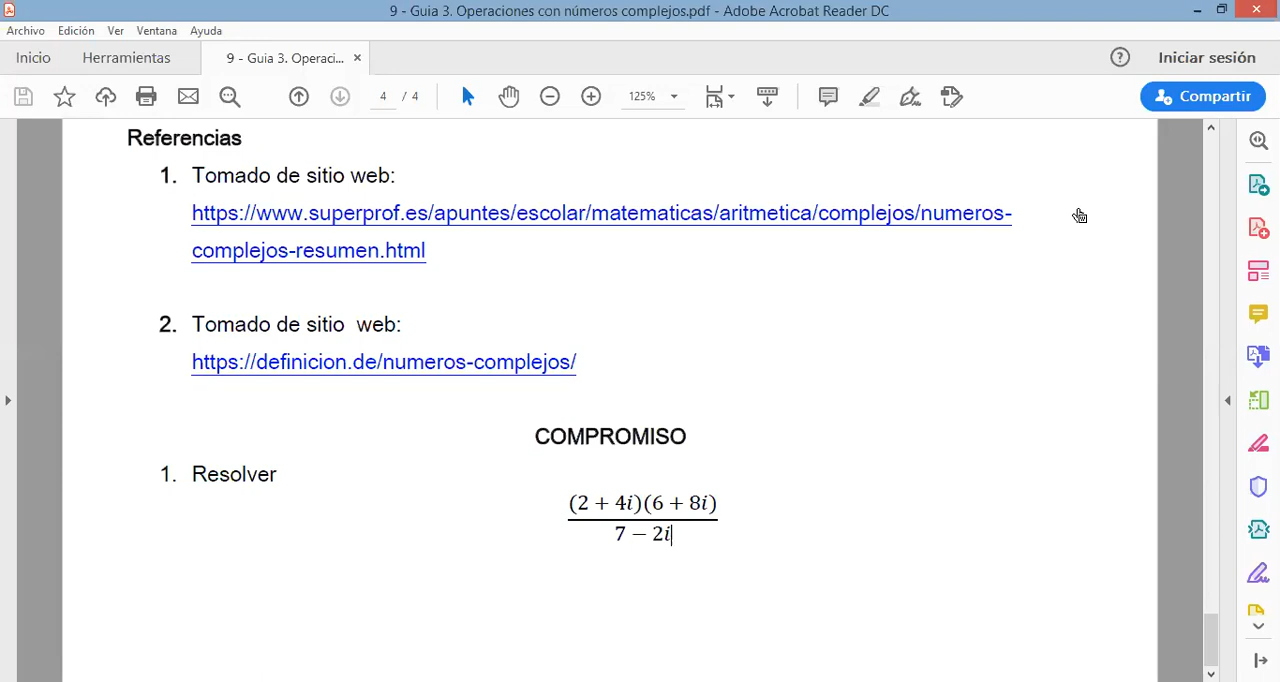 9 - Guia 3. Operaciones con números complejos.pdf - Adobe Acrobat Reader DC
Archivo Edición Ver Ventana Ayuda
Inicio Herramientas 9 - Guia 3. Operaci... × Iniciar sesión
4 / 4 125% Compartir
Referencias
1. Tomado de sitio web:
https://www.superprof.es/apuntes/escolar/matematicas/aritmetica/complejos/numeros-
complejos-resumen.html
2. Tomado de sitio web:
https://definicion.de/numeros-complejos/
COMPROMISO
1. Resolver
(2 + 4i)(6 + 8i)
7 − 2i